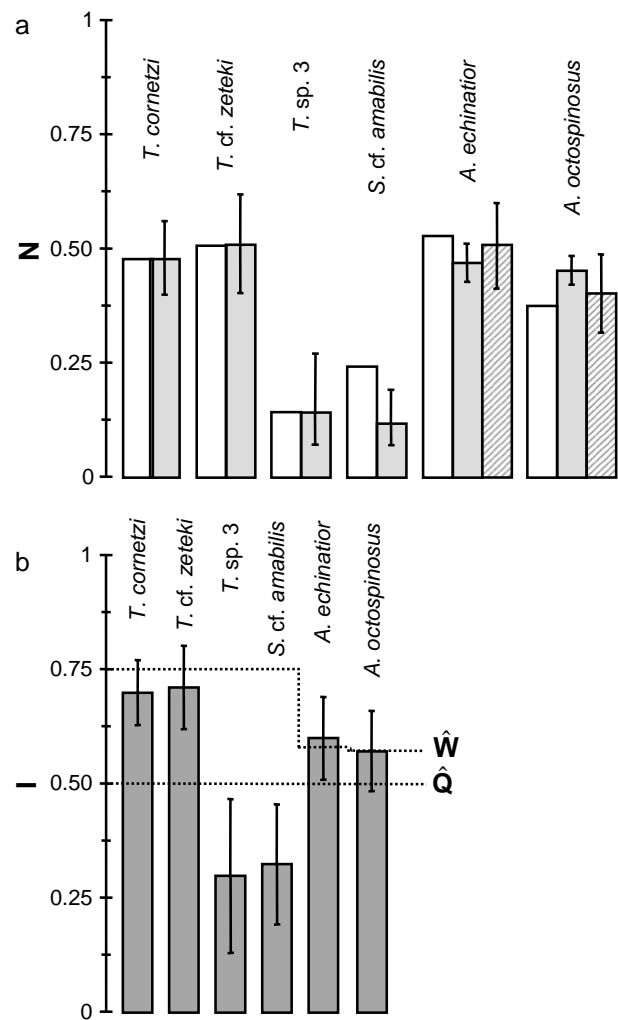 a
1
0.75
0.50
0.25
0
N
T. cornetzi
T. cf. zeteki
T. sp. 3
S. cf. amabilis
A. echinatior
A. octospinosus
b
1
0.75
0.50
0.25
0
I
T. cornetzi
T. cf. zeteki
T. sp. 3
S. cf. amabilis
A. echinatior
A. octospinosus
Ŵ
Q̂